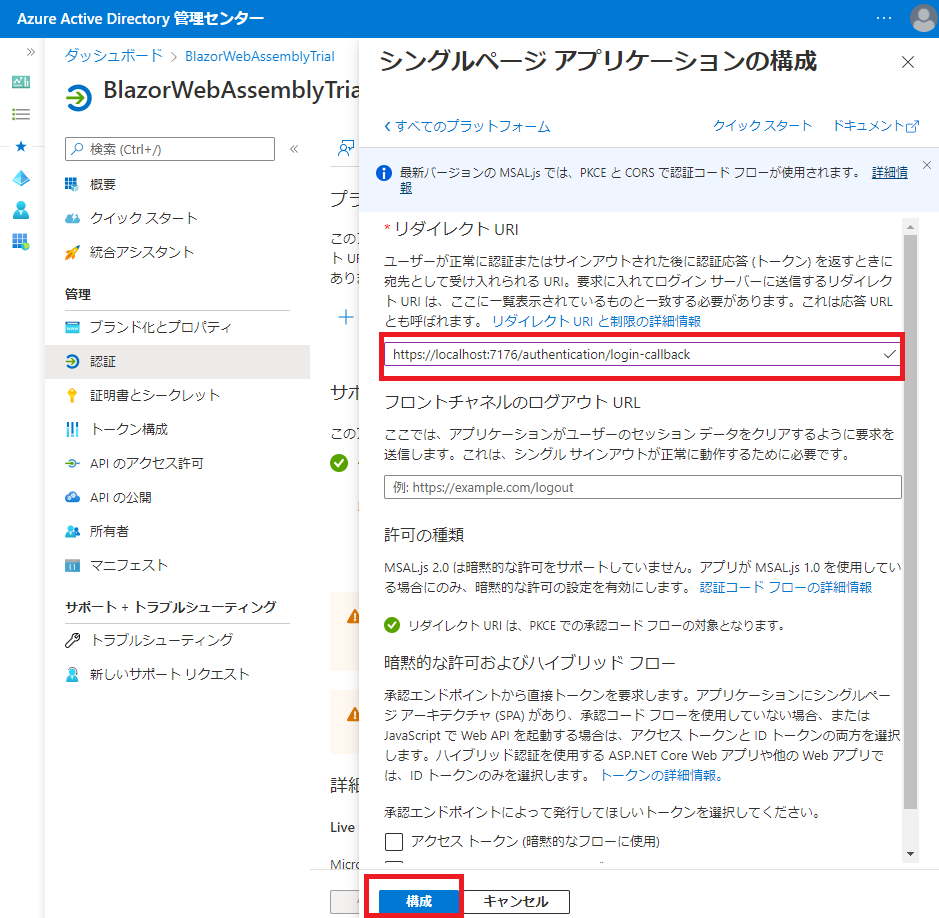 Azure Active Directory 管理センター
ダッシュボード > BlazorWebAssemblyTrial
BlazorWebAssemblyTria
検索 (Ctrl+/)
概要
クイック スタート
統合アシスタント
管理
ブランド化とプロパティ
認証
証明書とシークレット
トークン構成
API のアクセス許可
API の公開
所有者
マニフェスト
サポート + トラブルシューティング
トラブルシューティング
新しいサポート リクエスト
プラ
この
ト UR
ありま
サポ
この
詳細
Live
Micro
シングルページ アプリケーションの構成
すべてのプラットフォーム
クイック スタート
ドキュメント
最新バージョンの MSAL.js では、PKCE と CORS で認証コード フローが使用されます。 詳細情
報
* リダイレクト URI
ユーザーが正常に認証またはサインアウトされた後に認証応答 (トークン) を返すときに
宛先として受け入れられる URI。要求に入れてログイン サーバーに送信するリダイレク
ト URI は、ここに一覧表示されているものと一致する必要があります。これは応答 URL
とも呼ばれます。 リダイレクト URI と制限の詳細情報
https://localhost:7176/authentication/login-callback
フロントチャネルのログアウト URL
ここでは、アプリケーションがユーザーのセッション データをクリアするように要求を
送信します。これは、シングル サインアウトが正常に動作するために必要です。
例: https://example.com/logout
許可の種類
MSAL.js 2.0 は暗黙的な許可をサポートしていません。アプリが MSAL.js 1.0 を使用してい
る場合にのみ、暗黙的な許可の設定を有効にします。 認証コード フローの詳細情報
リダイレクト URI は、PKCE での承認コード フローの対象となります。
暗黙的な許可およびハイブリッド フロー
承認エンドポイントから直接トークンを要求します。アプリケーションにシングルペー
ジ アーキテクチャ (SPA) があり、承認コード フローを使用していない場合、または
JavaScript で Web API を起動する場合は、アクセス トークンと ID トークンの両方を選択
します。ハイブリッド認証を使用する ASP.NET Core Web アプリや他の Web アプリで
は、ID トークンのみを選択します。 トークンの詳細情報。
承認エンドポイントによって発行してほしいトークンを選択してください。
アクセス トークン (暗黙的なフローに使用)
構成
キャンセル